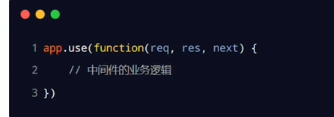 1 app.use(function(req, res, next) {
2 // 中间件的业务逻辑
3 })